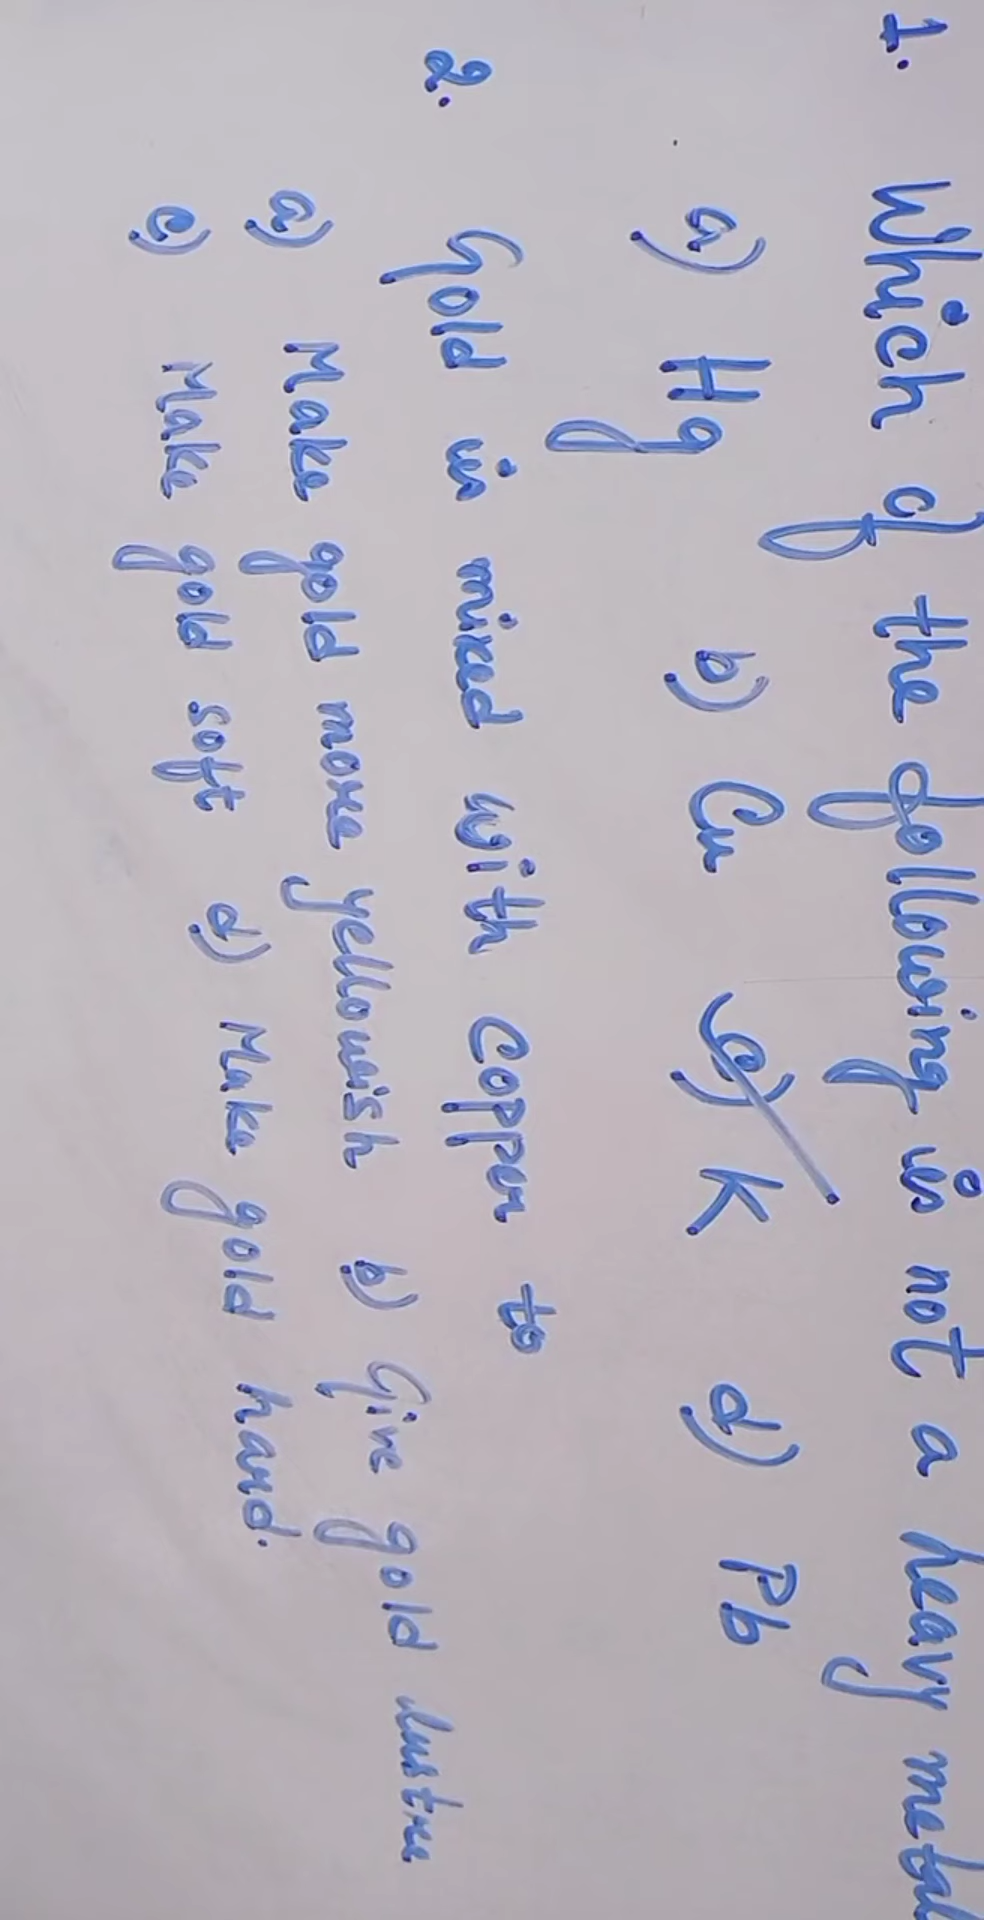 1. Which of the following is not a heavy metal
a) Hg b) Cu c) K d) Pb
2. Gold is mixed with Copper to
a) Make gold more yellowish b) Give gold lustre
c) Make gold soft d) Make gold hard.